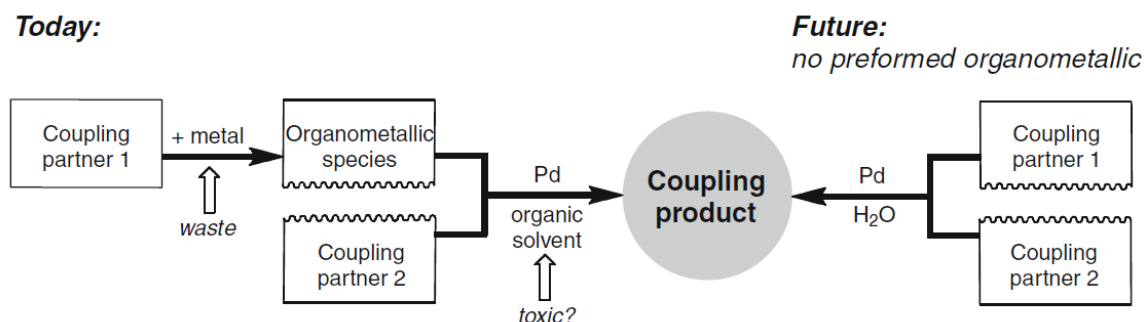 Today:
Future:
no preformed organometallic
Coupling
partner 1
+ metal
waste
Organometallic
species
Coupling
partner 2
Pd
organic
solvent
toxic?
Coupling
product
Pd
H₂O
Coupling
partner 1
Coupling
partner 2